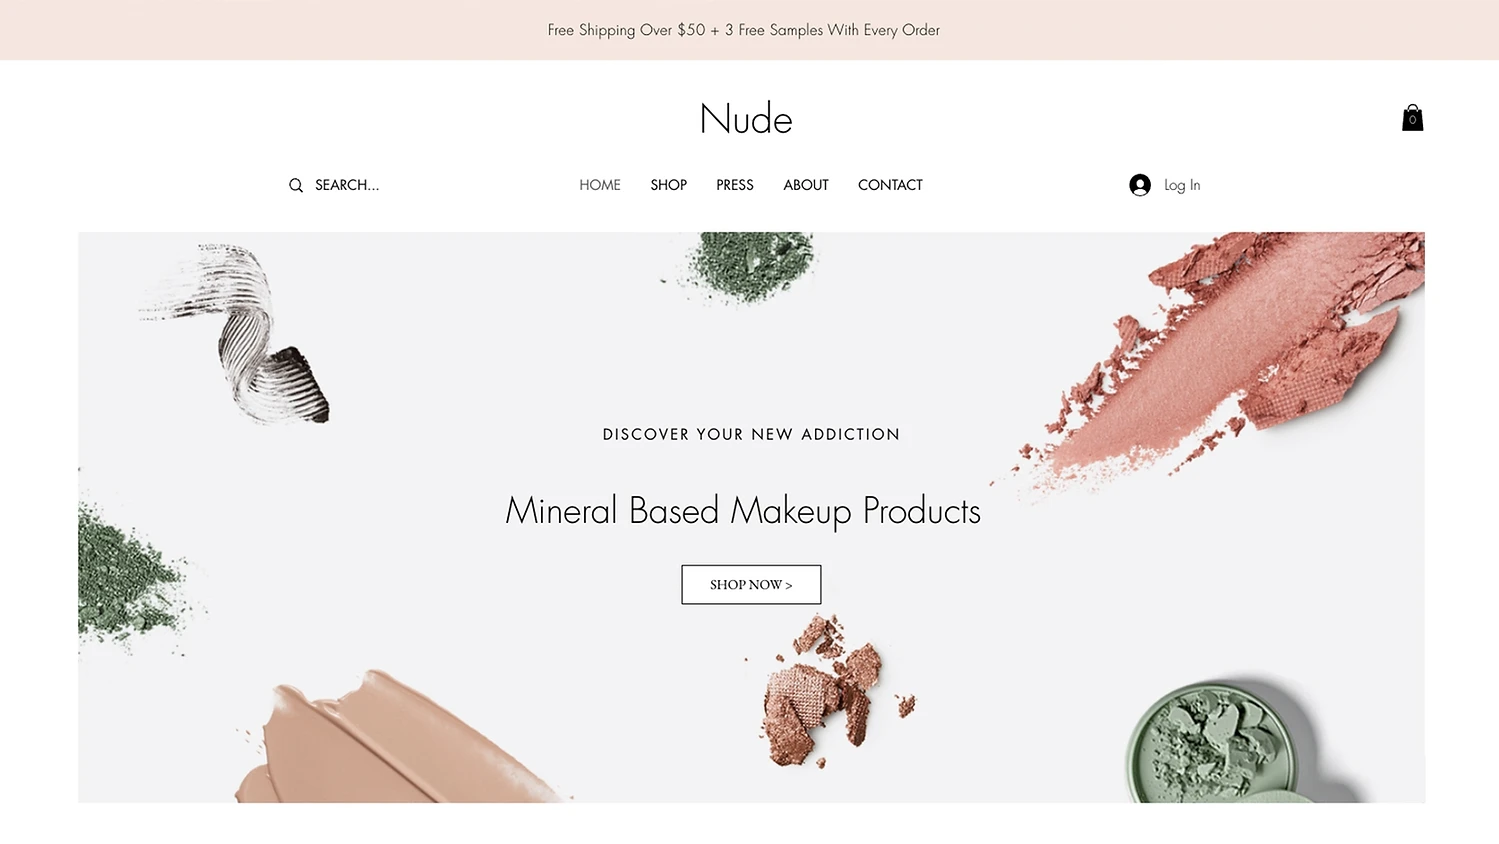 Free Shipping Over $50 + 3 Free Samples With Every Order
Nude
0
SEARCH...
HOME SHOP PRESS ABOUT CONTACT
Log In
DISCOVER YOUR NEW ADDICTION
Mineral Based Makeup Products
SHOP NOW >